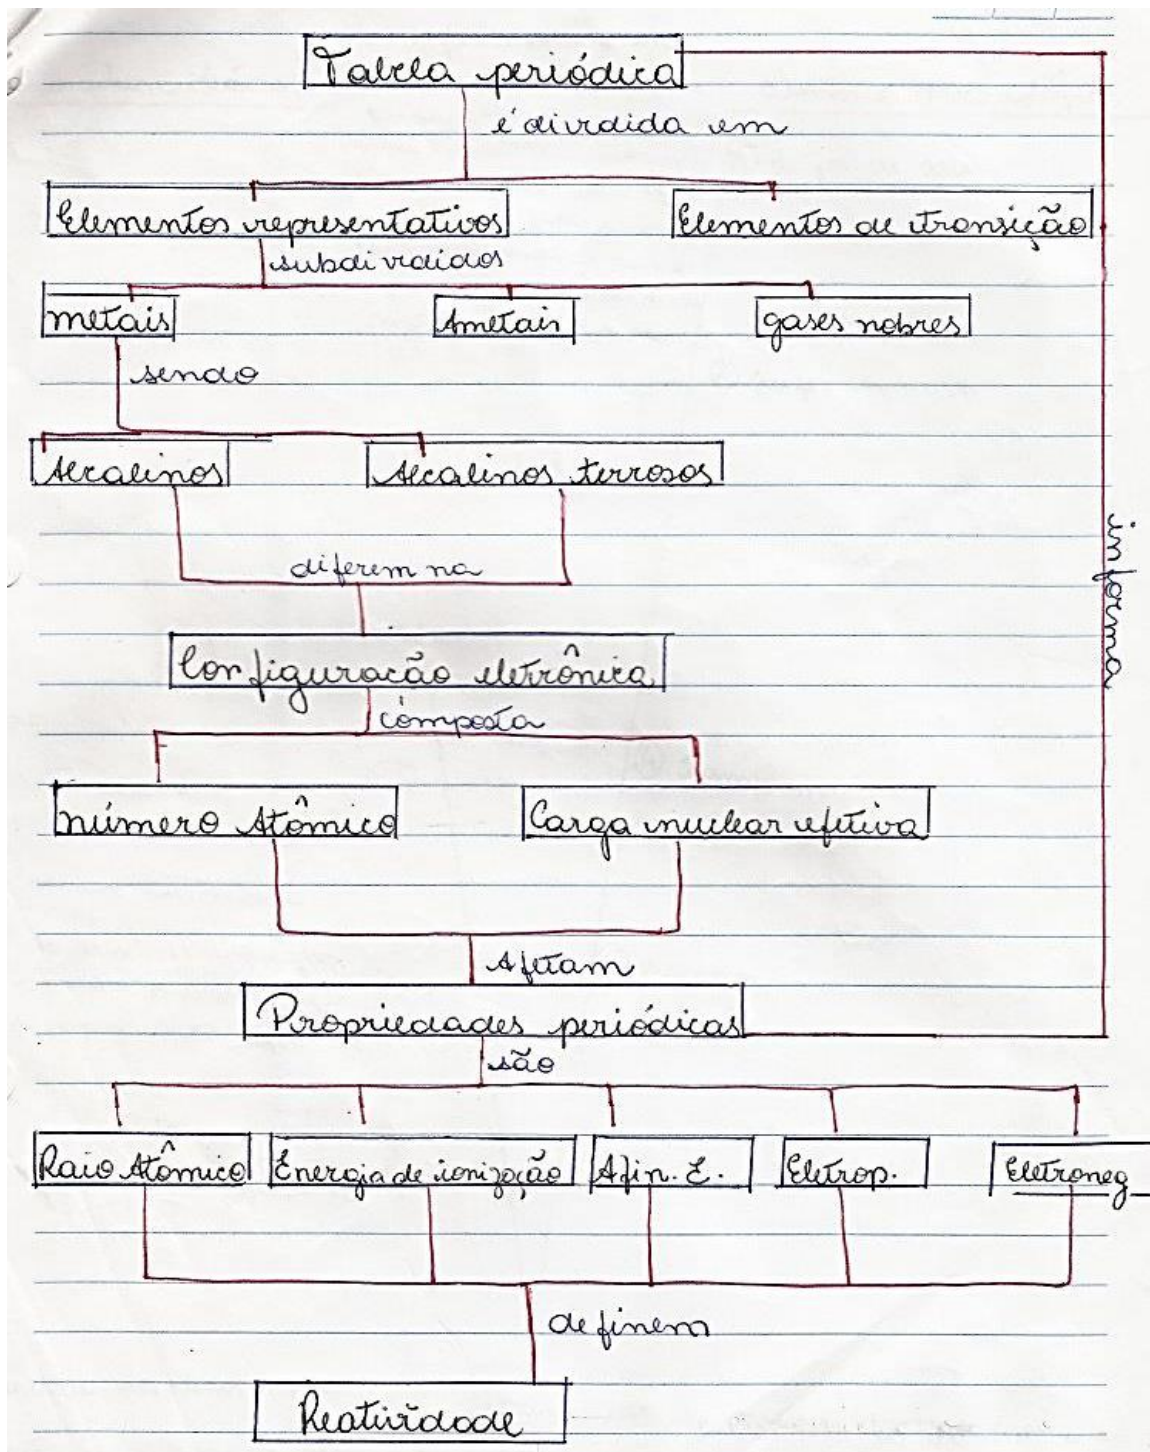 Tabela periódica
é dividida em
Elementos representativos Elementos de transição
subdivididos
metais Ametais gases nobres
sendo
Alcalinos Alcalinos terrosos
diferem na
informa
Configuração eletrônica
composta
número Atômico Carga nuclear efetiva
Afetam
Propriedades periódicas
são
Raio Atômico Energia de ionização Afin. E. Eletrop. Eletroneg
definem
Reatividade